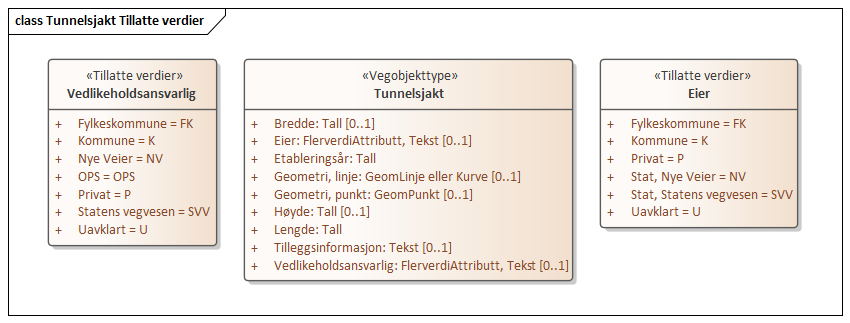 class Tunnelsjakt Tillatte verdier
«Tillatte verdier»
Vedlikeholdsansvarlig
+ Fylkeskommune = FK
+ Kommune = K
+ Nye Veier = NV
+ OPS = OPS
+ Privat = P
+ Statens vegvesen = SVV
+ Uavklart = U
«Vegobjekttype»
Tunnelsjakt
+ Bredde: Tall [0..1]
+ Eier: FlerverdiAttributt, Tekst [0..1]
+ Etableringsår: Tall
+ Geometri, linje: GeomLinje eller Kurve [0..1]
+ Geometri, punkt: GeomPunkt [0..1]
+ Høyde: Tall [0..1]
+ Lengde: Tall
+ Tilleggsinformasjon: Tekst [0..1]
+ Vedlikeholdsansvarlig: FlerverdiAttributt, Tekst [0..1]
«Tillatte verdier»
Eier
+ Fylkeskommune = FK
+ Kommune = K
+ Privat = P
+ Stat, Nye Veier = NV
+ Stat, Statens vegvesen = SVV
+ Uavklart = U